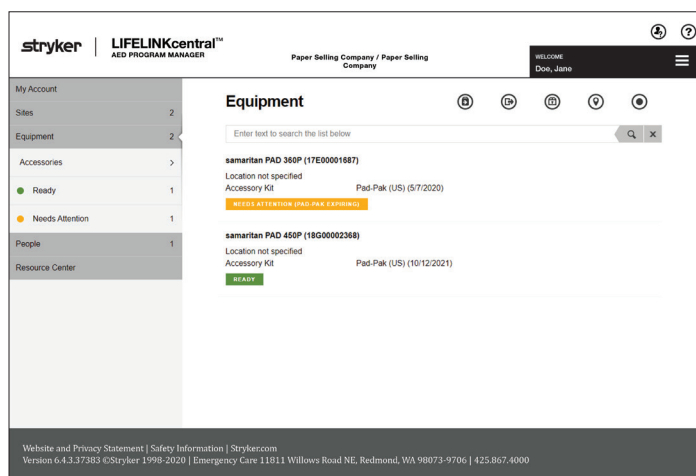 stryker
LIFELINKcentral™
AED PROGRAM MANAGER
Paper Selling Company / Paper Selling
Company
WELCOME
Doe, Jane
My Account
Sites 2
Equipment 2
Accessories
Ready 1
Needs Attention 1
People 1
Resource Center
Equipment
Enter text to search the list below
samaritan PAD 360P (17E00001687)
Location not specified
Accessory Kit Pad-Pak (US) (5/7/2020)
NEEDS ATTENTION (PAD-PAK EXPIRING)
samaritan PAD 450P (18G00002368)
Location not specified
Accessory Kit Pad-Pak (US) (10/12/2021)
READY
Website and Privacy Statement | Safety Information | Stryker.com
Version 6.4.3.37383 ©Stryker 1998-2020 | Emergency Care 11811 Willows Road NE, Redmond, WA 98073-9706 | 425.867.4000